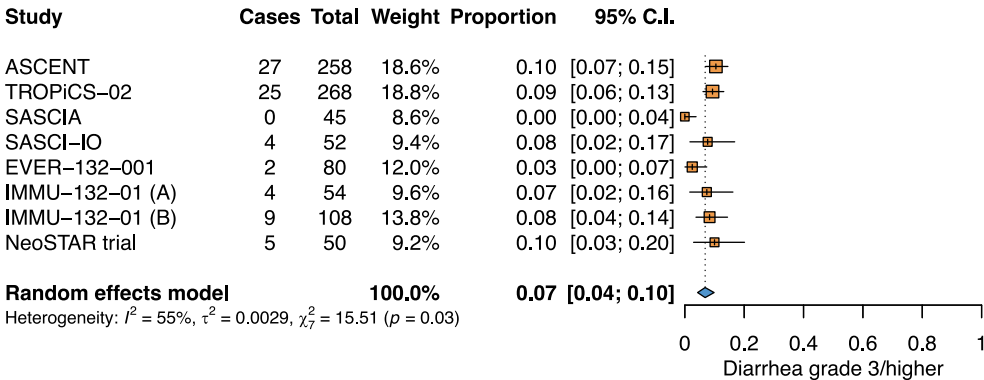 Study Cases Total Weight Proportion 95% C.I.
ASCENT 27 258 18.6% 0.10 [0.07; 0.15]
TROPiCS−02 25 268 18.8% 0.09 [0.06; 0.13]
SASCIA 0 45 8.6% 0.00 [0.00; 0.04]
SASCI−IO 4 52 9.4% 0.08 [0.02; 0.17]
EVER−132−001 2 80 12.0% 0.03 [0.00; 0.07]
IMMU−132−01 (A) 4 54 9.6% 0.07 [0.02; 0.16]
IMMU−132−01 (B) 9 108 13.8% 0.08 [0.04; 0.14]
NeoSTAR trial 5 50 9.2% 0.10 [0.03; 0.20]
Random effects model 100.0% 0.07 [0.04; 0.10]
Heterogeneity: I² = 55%, τ² = 0.0029, χ²₇ = 15.51 (p = 0.03)
0 0.2 0.4 0.6 0.8 1
Diarrhea grade 3/higher